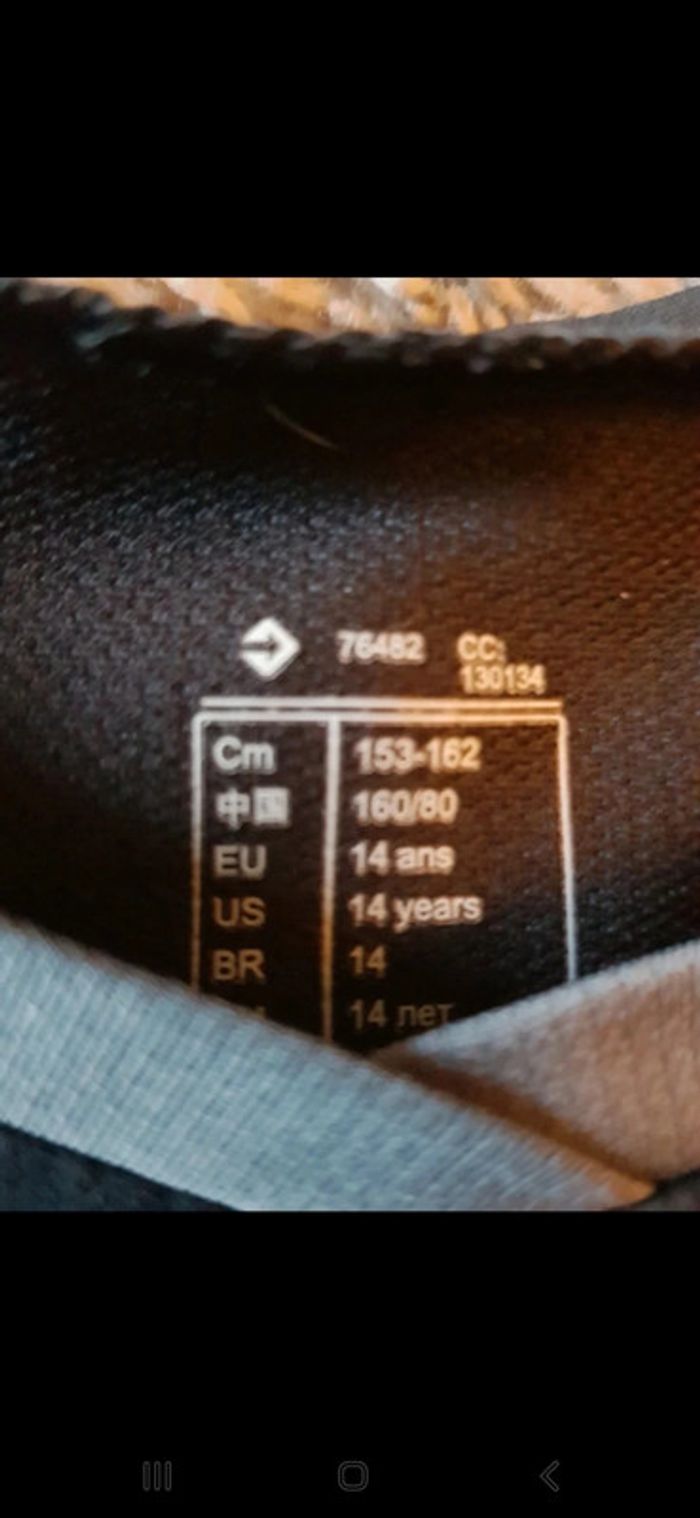 76482 CC:
130134
Cm 153-162
中国 160/80
EU 14 ans
US 14 years
BR 14
14 лет